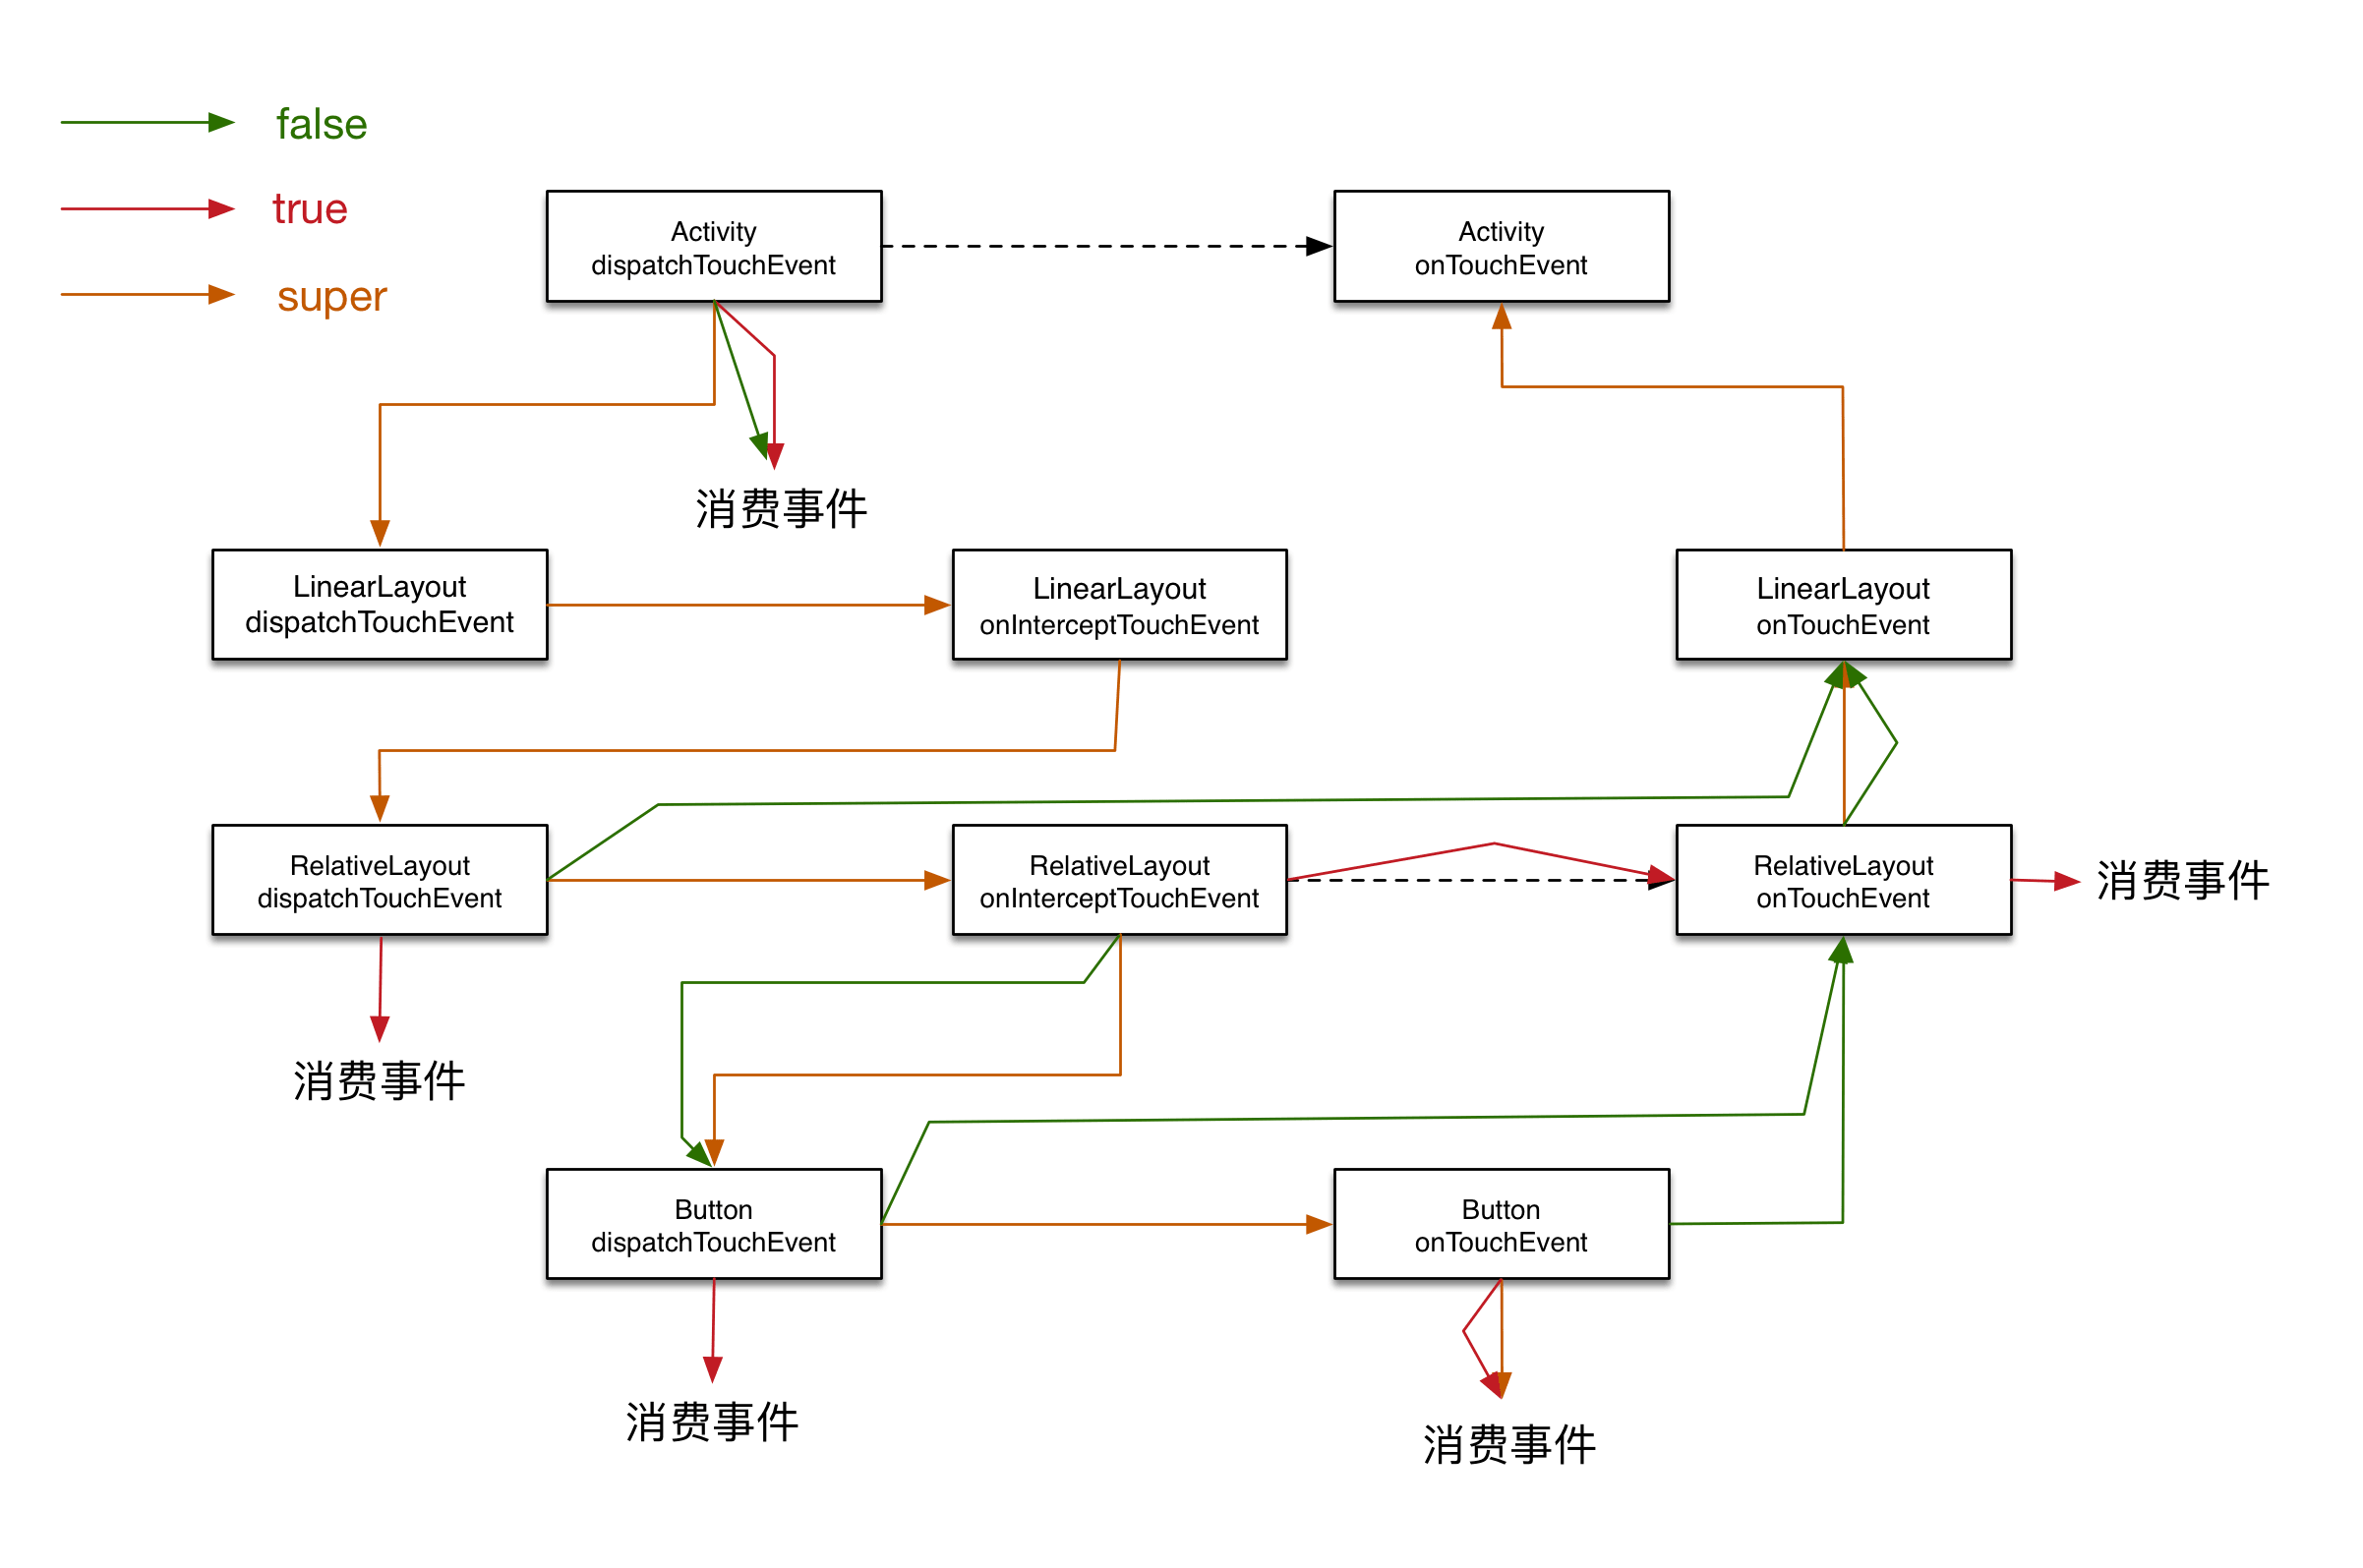 false
true
super
Activity
dispatchTouchEvent
Activity
onTouchEvent
消费事件
LinearLayout
dispatchTouchEvent
LinearLayout
onInterceptTouchEvent
LinearLayout
onTouchEvent
RelativeLayout
dispatchTouchEvent
RelativeLayout
onInterceptTouchEvent
RelativeLayout
onTouchEvent
消费事件
消费事件
Button
dispatchTouchEvent
Button
onTouchEvent
消费事件
消费事件